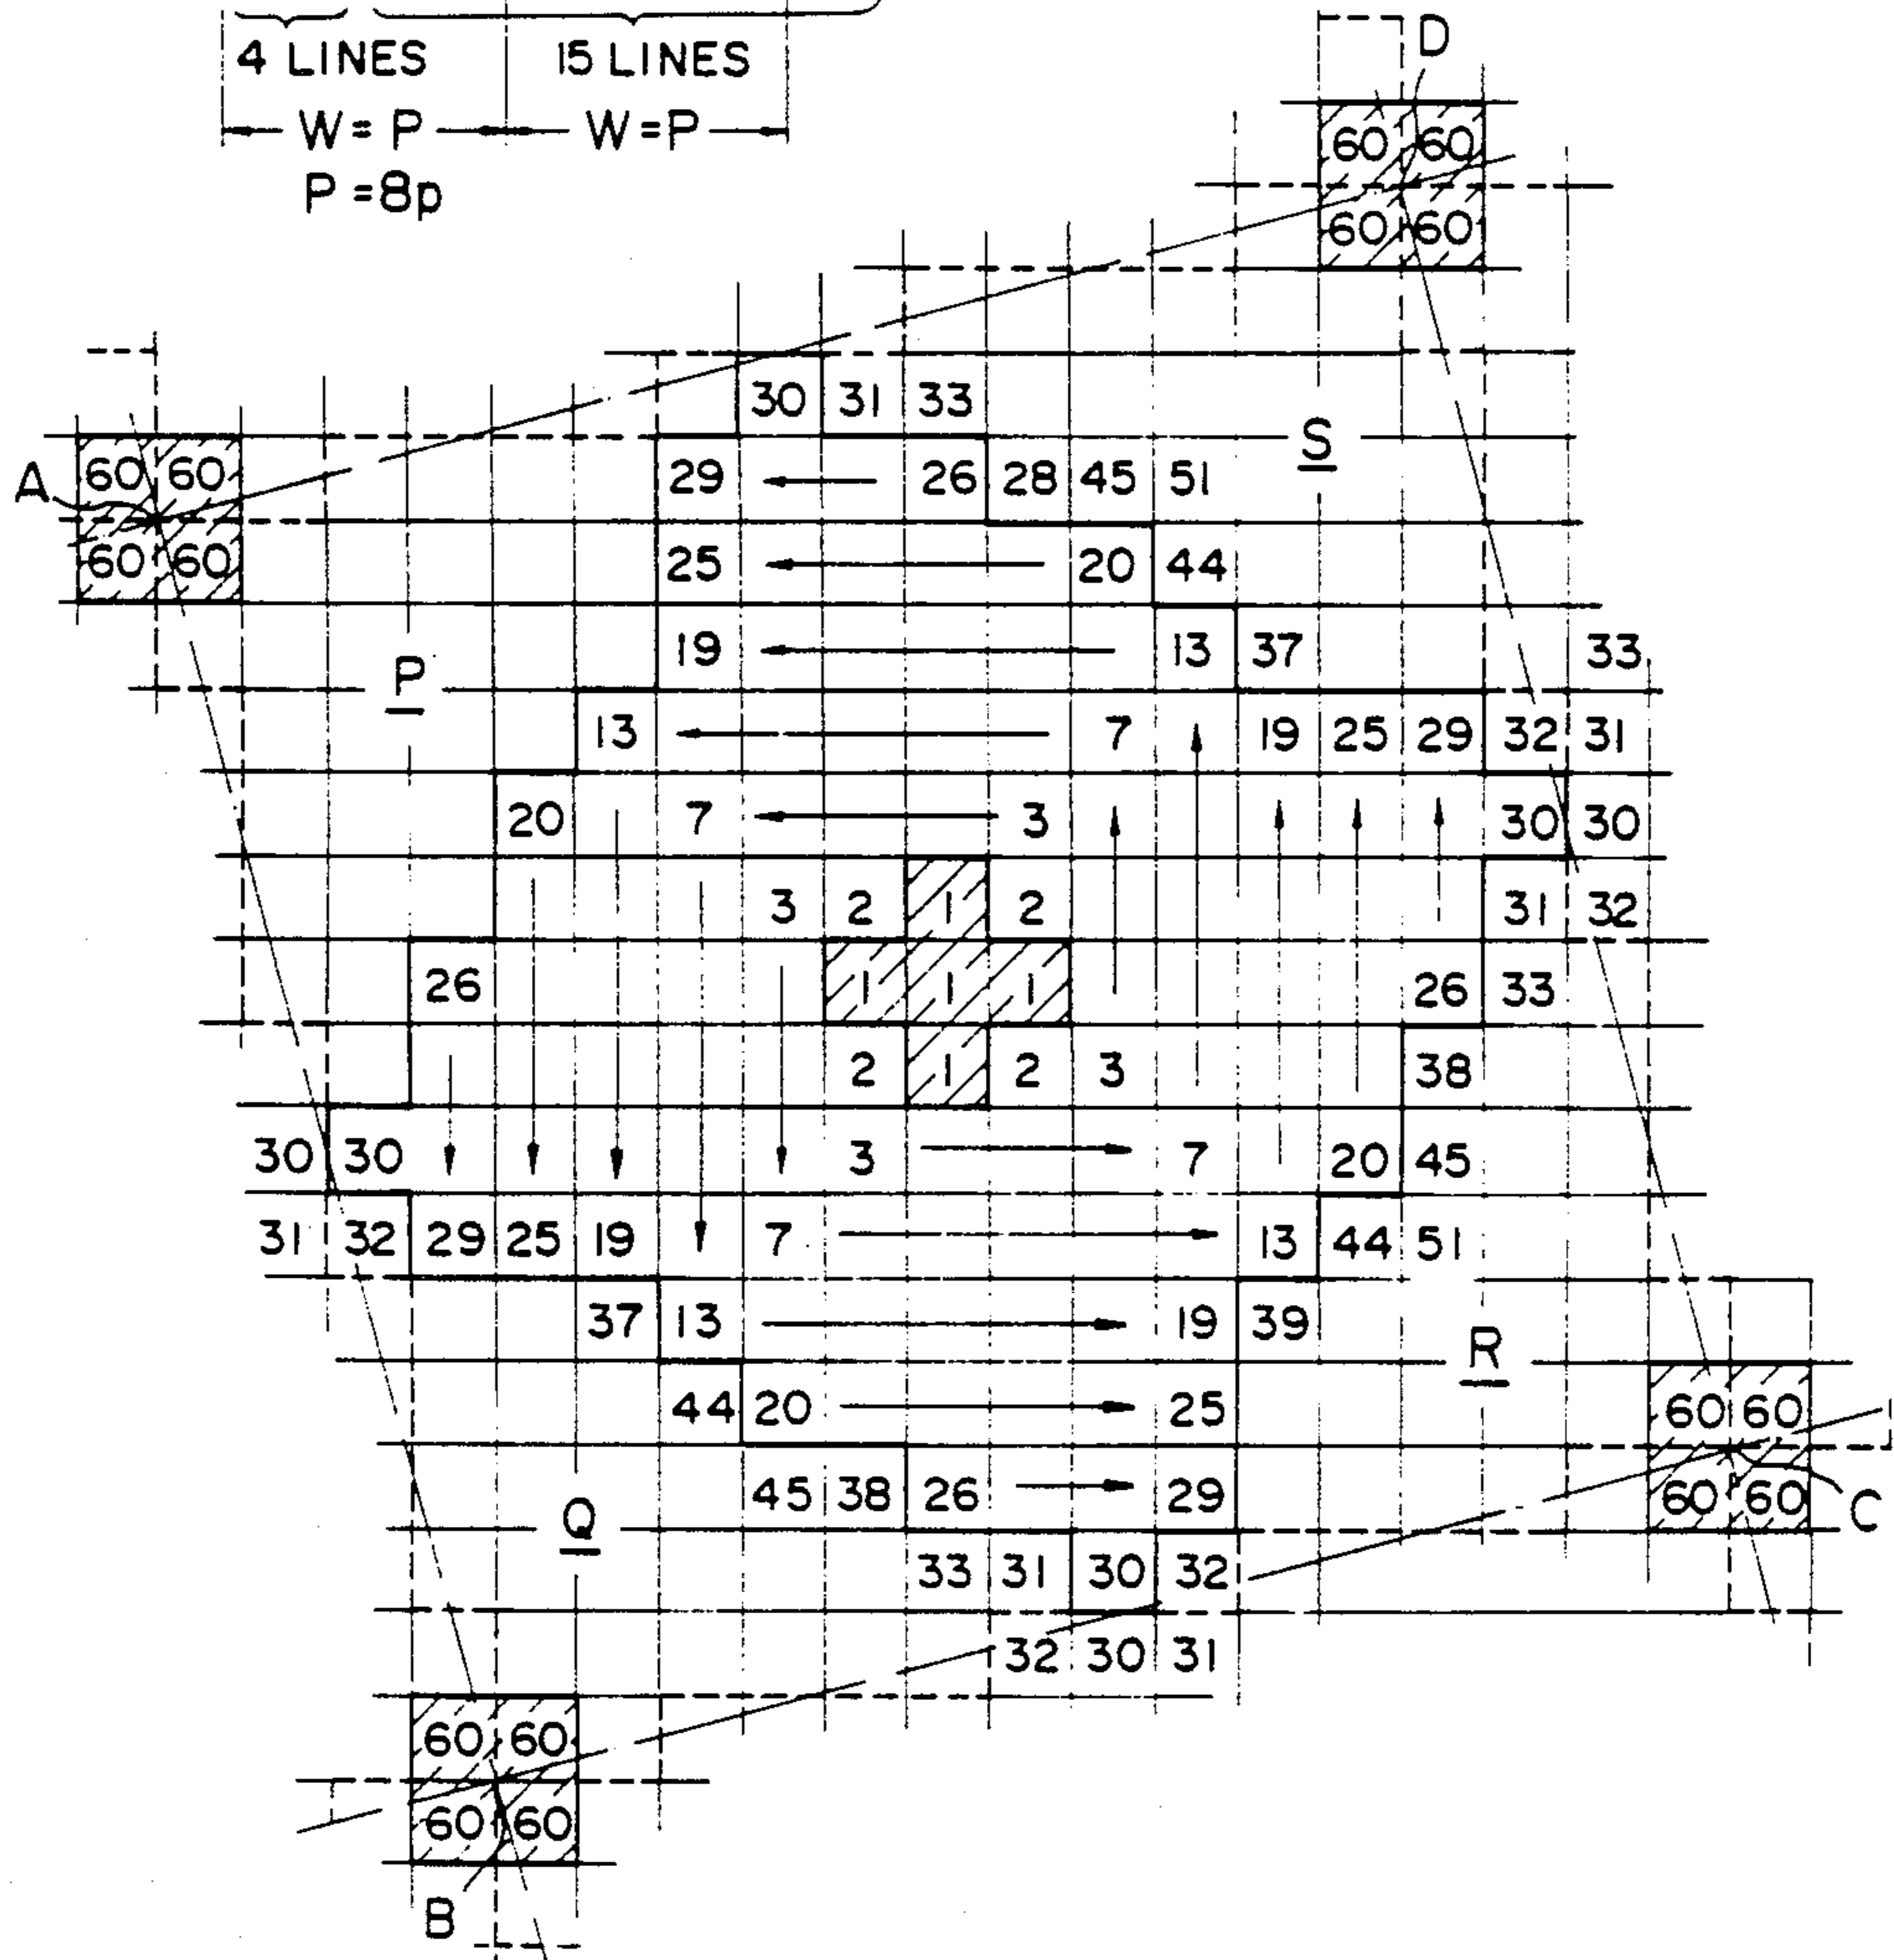 4 LINES 15 LINES
W=P W=P
P=8p
D
60 60
60 60
30 31 33
S
60 60 29 26 28 45 51
A
60 60 25 20 44
19 13 37 33
P
13 7 19 25 29 32 31
20 7 3 30 30
3 2 1 2 31 32
26 1 1 1 26 33
2 1 2 3 38
30 30 3 7 20 45
31 32 29 25 19 7 13 44 51
37 13 19 39
R
44 20 25 60 60
45 38 26 29 60 60
Q C
33 31 30 32
32 30 31
60 60
60 60
B